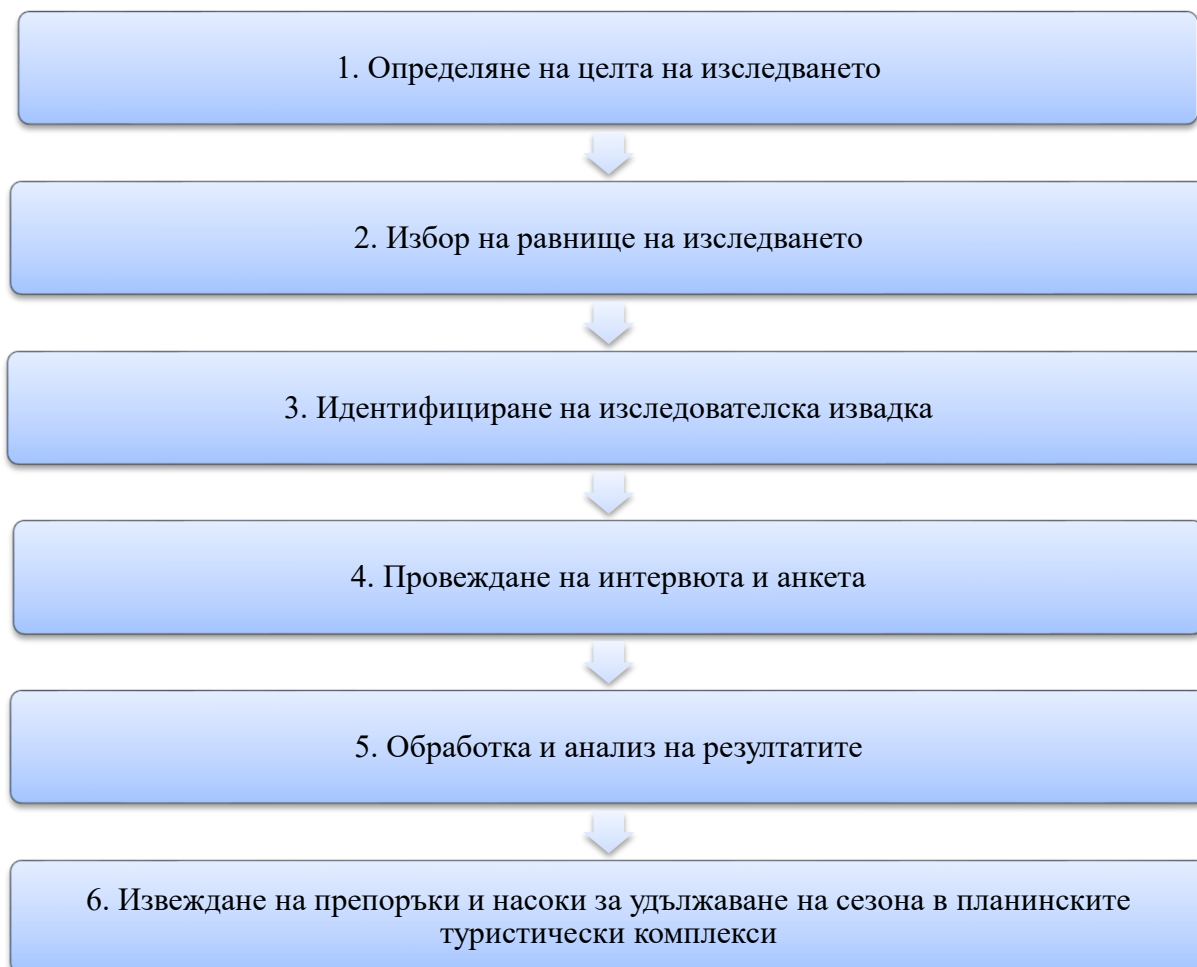 1. Определяне на целта на изследването
2. Избор на равнище на изследването
3. Идентифициране на изследователска извадка
4. Провеждане на интервюта и анкета
5. Обработка и анализ на резултатите
6. Извеждане на препоръки и насоки за удължаване на сезона в планинските
туристически комплекси